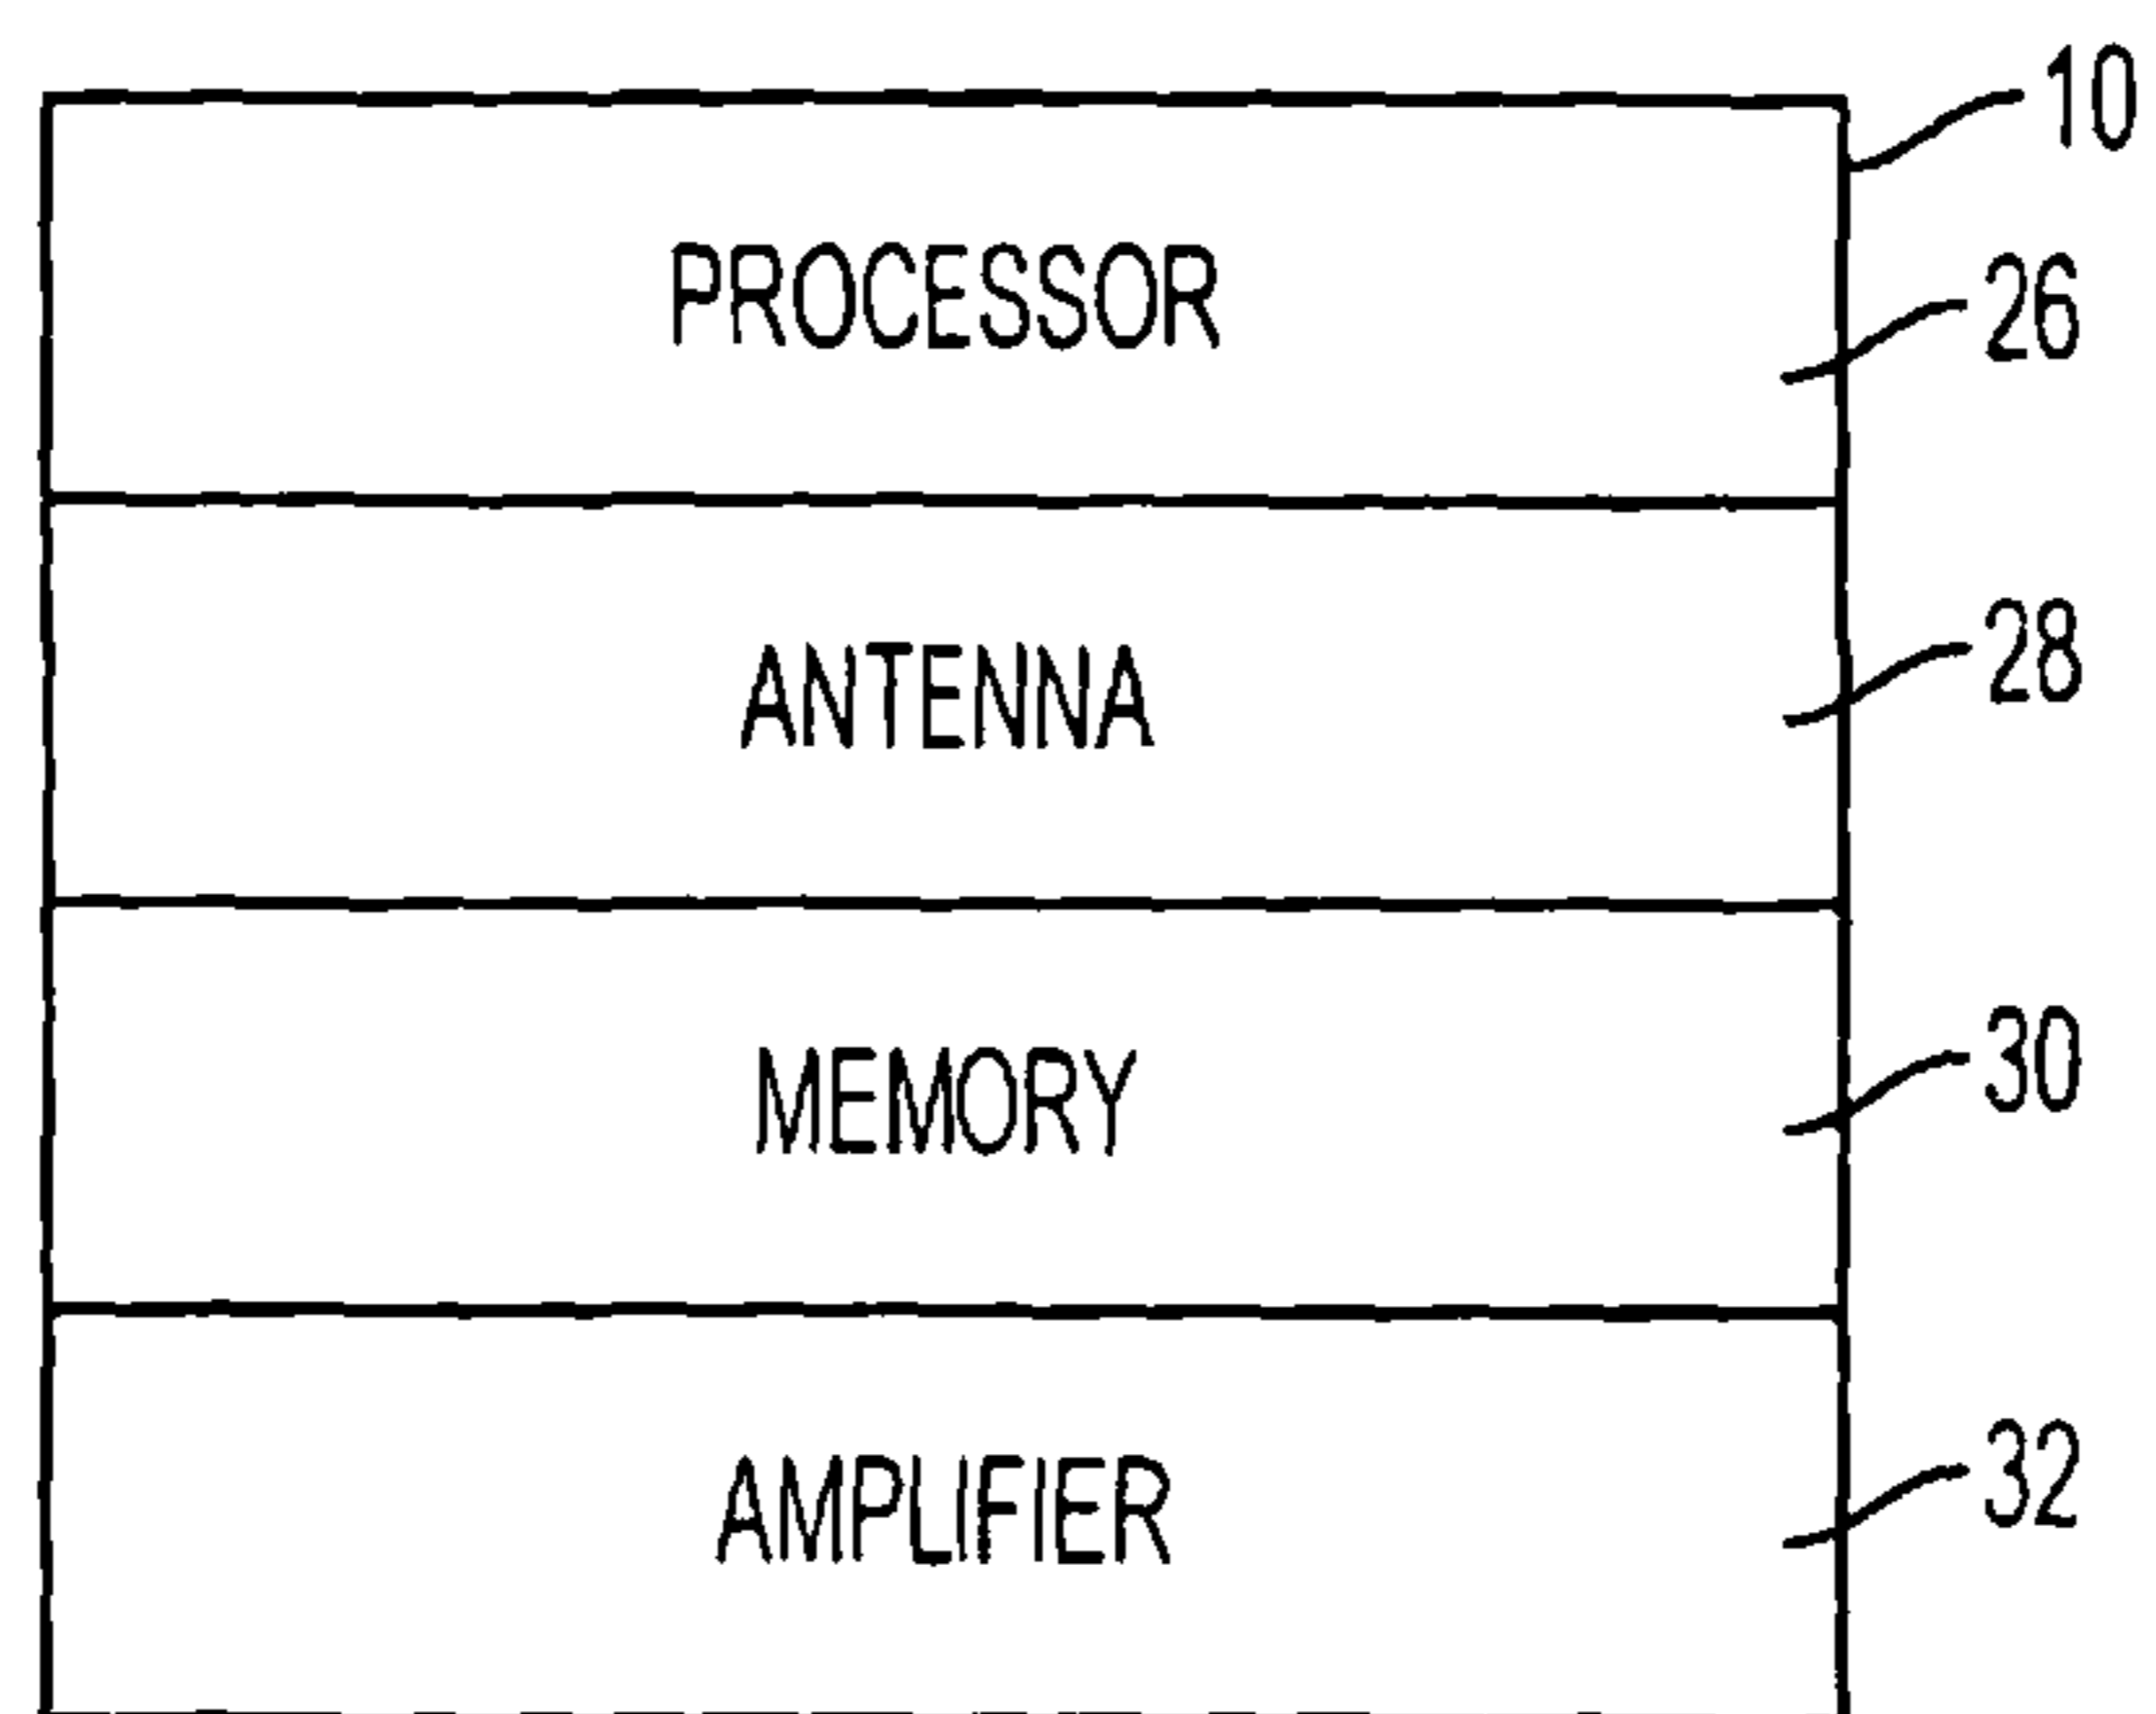 10
PROCESSOR
26
ANTENNA
28
MEMORY
30
AMPLIFIER
32